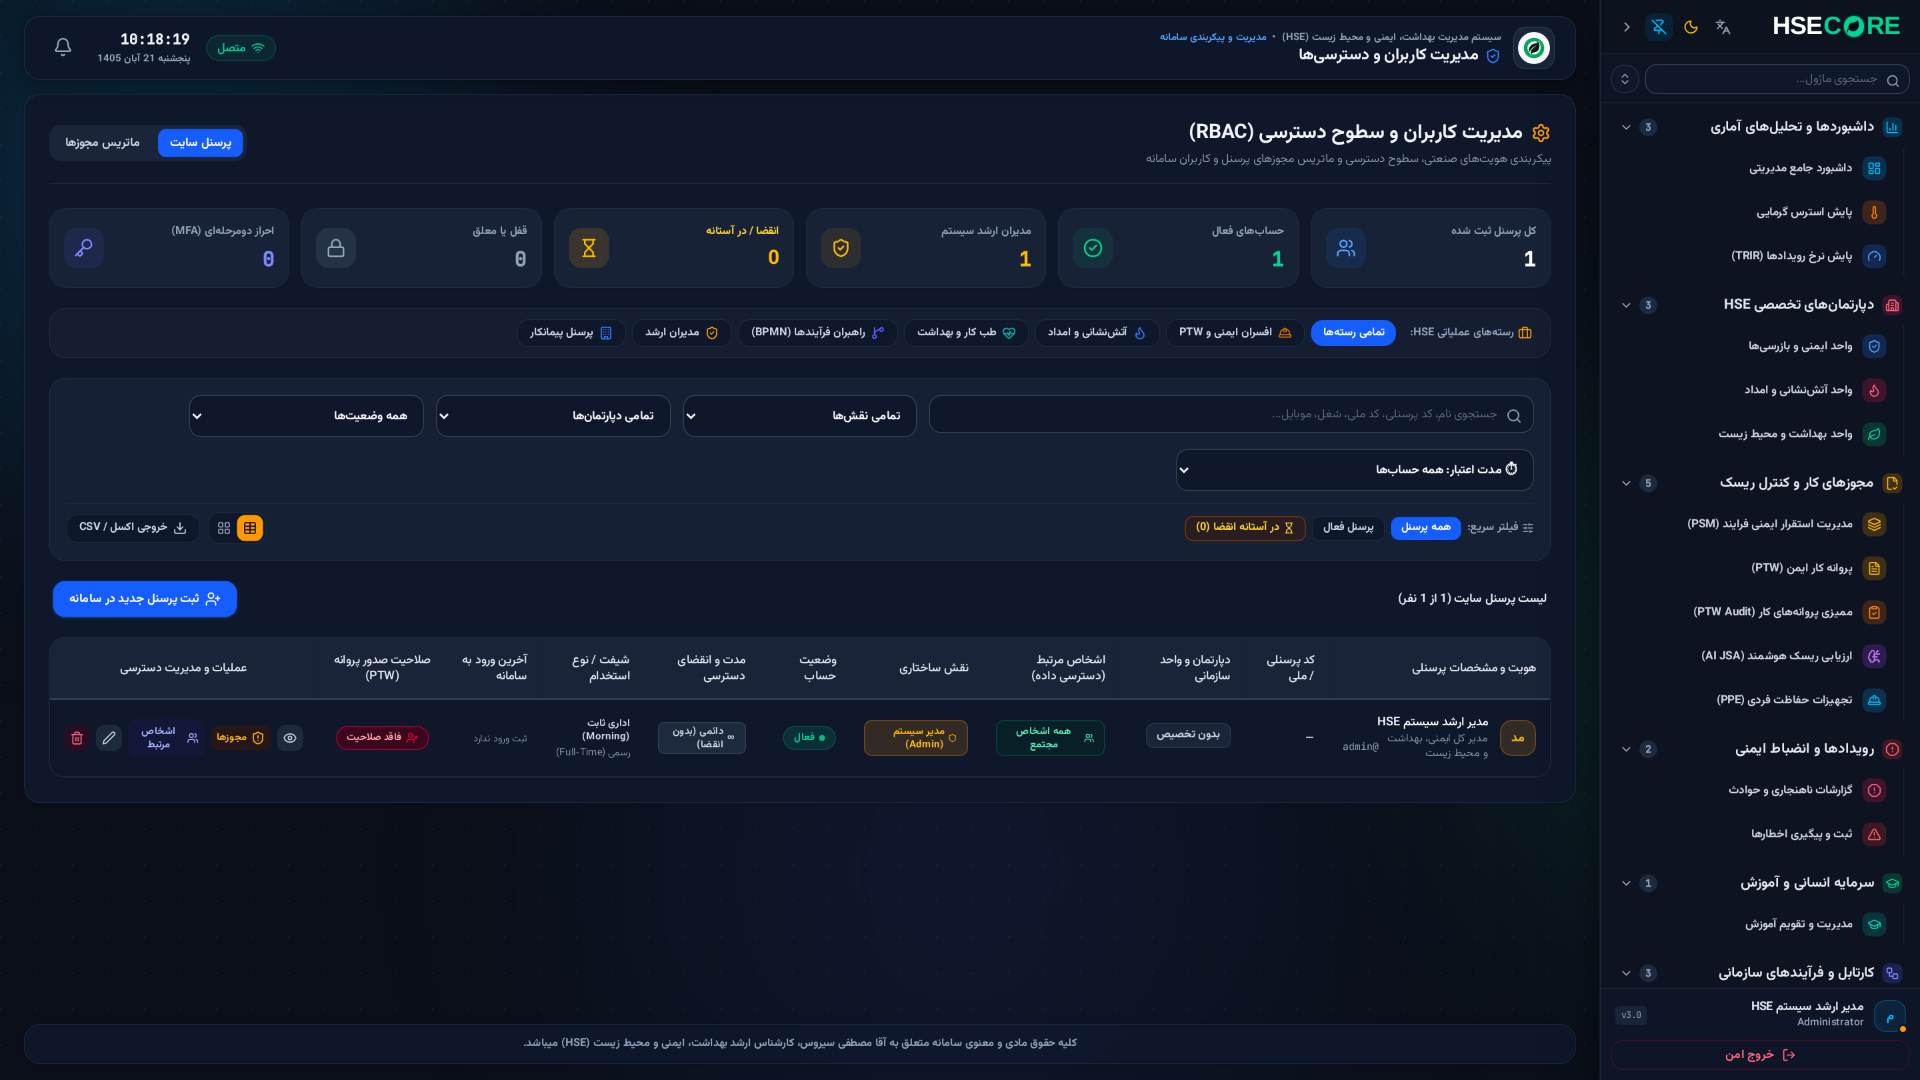 HSECORE
جستجوی ماژول...
داشبوردها و تحلیل‌های آماری
3
داشبورد جامع مدیریتی
پایش استرس گرمایی
پایش نرخ رویدادها (TRIR)
دپارتمان‌های تخصصی HSE
3
واحد ایمنی و بازرسی‌ها
واحد آتش‌نشانی و امداد
واحد بهداشت و محیط زیست
مجوزهای کار و کنترل ریسک
5
مدیریت استقرار ایمنی فرایند (PSM)
پروانه کار ایمن (PTW)
ممیزی پروانه‌های کار (PTW Audit)
ارزیابی ریسک هوشمند (AI JSA)
تجهیزات حفاظت فردی (PPE)
رویدادها و انضباط ایمنی
2
گزارشات ناهنجاری و حوادث
ثبت و پیگیری اخطارها
سرمایه انسانی و آموزش
1
مدیریت و تقویم آموزش
کارتابل و فرآیندهای سازمانی
3
مدیر ارشد سیستم HSE
Administrator
v3.0
خروج امن
سیستم مدیریت بهداشت، ایمنی و محیط زیست (HSE) • مدیریت و پیکربندی سامانه
مدیریت کاربران و دسترسی‌ها
متصل
10:18:19
پنجشنبه 21 آبان 1405
مدیریت کاربران و سطوح دسترسی (RBAC)
پیکربندی هویت‌های صنعتی، سطوح دسترسی و ماتریس مجوزهای پرسنل و کاربران سامانه
پرسنل سایت
ماتریس مجوزها
کل پرسنل ثبت شده
1
حساب‌های فعال
1
مدیران ارشد سیستم
1
انقضا / در آستانه
0
قفل یا معلق
0
احراز دومرحله‌ای (MFA)
0
رسته‌های عملیاتی HSE:
تمامی رسته‌ها
افسران ایمنی و PTW
آتش‌نشانی و امداد
طب کار و بهداشت
راهبران فرآیندها (BPMN)
مدیران ارشد
پرسنل پیمانکار
جستجوی نام، کد پرسنلی، کد ملی، شغل، موبایل...
تمامی نقش‌ها
تمامی دپارتمان‌ها
همه وضعیت‌ها
⏱ مدت اعتبار: همه حساب‌ها
فیلتر سریع:
همه پرسنل
پرسنل فعال
در آستانه انقضا (0)
خروجی اکسل / CSV
لیست پرسنل سایت (1 از 1 نفر)
ثبت پرسنل جدید در سامانه
هویت و مشخصات پرسنلی
کد پرسنلی
/ ملی
دپارتمان و واحد
سازمانی
اشخاص مرتبط
(دسترسی داده)
نقش ساختاری
وضعیت
حساب
مدت و انقضای
دسترسی
شیفت / نوع
استخدام
آخرین ورود به
سامانه
صلاحیت صدور پروانه
(PTW)
عملیات و مدیریت دسترسی
مد
مدیر ارشد سیستم HSE
مدیر کل ایمنی، بهداشت
و محیط زیست
@admin
—
بدون تخصیص
همه اشخاص
مجتمع
مدیر سیستم
(Admin)
فعال
∞ دائمی (بدون
انقضا)
اداری ثابت
(Morning)
رسمی (Full-Time)
ثبت ورود ندارد
فاقد صلاحیت
مجوزها
اشخاص
مرتبط
کلیه حقوق مادی و معنوی سامانه متعلق به آقا مصطفی سیروس، کارشناس ارشد بهداشت، ایمنی و محیط زیست (HSE) میباشد.
م